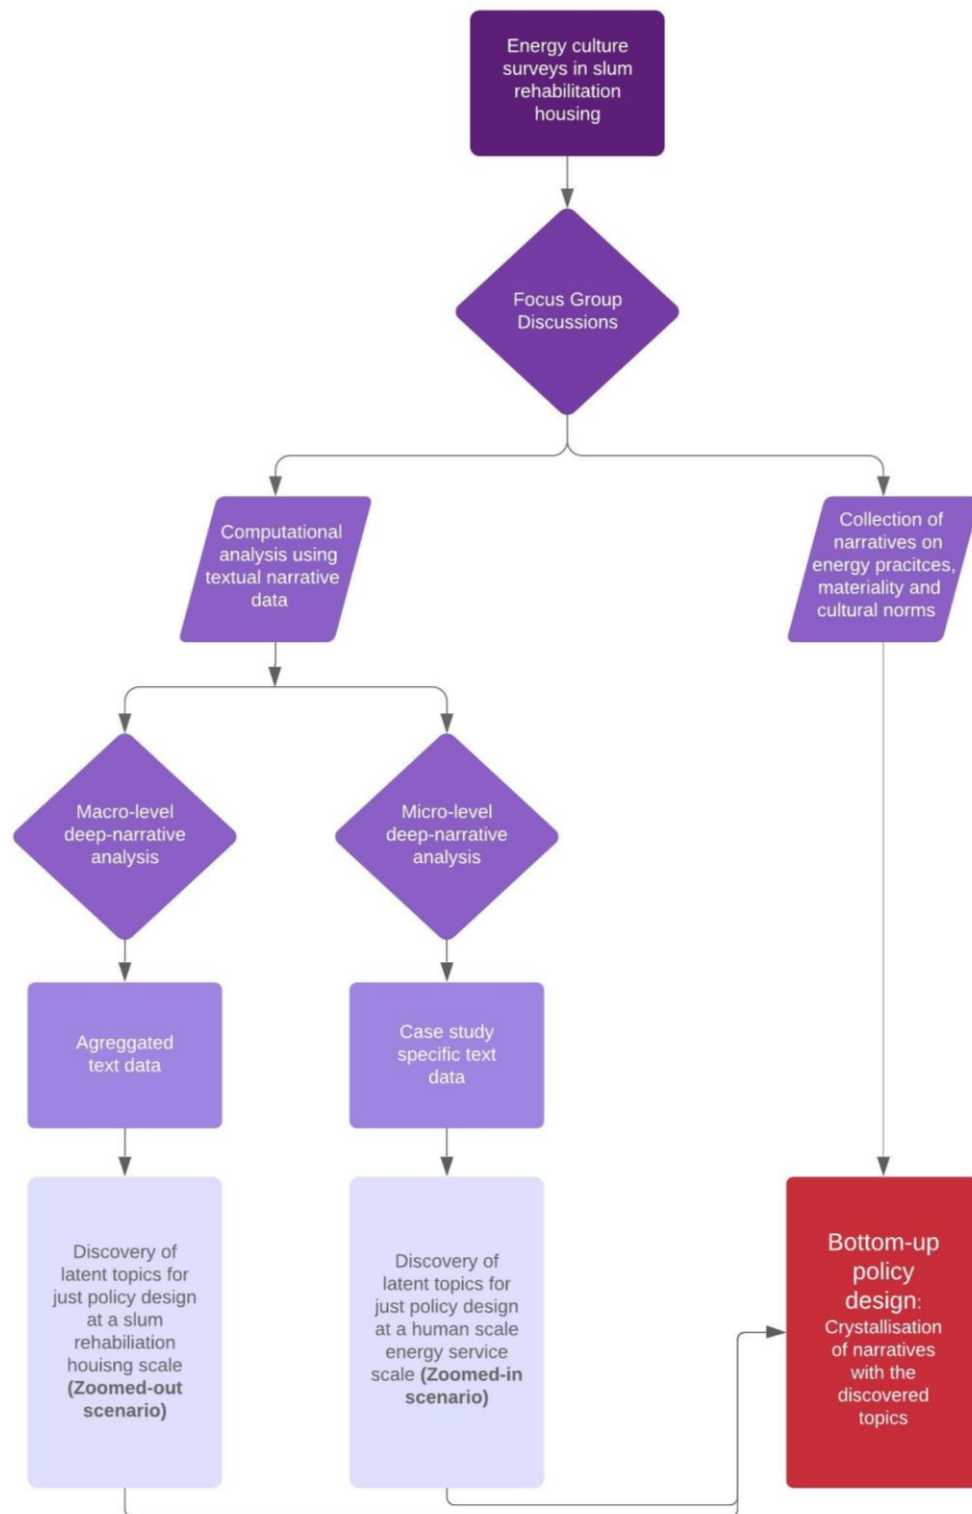 Energy culture
surveys in slum
rehabilitation
housing
Focus Group
Discussions
Computational
analysis using
textual narrative
data
Collection of
narratives on
energy pracitces,
materiality and
cultural norms
Macro-level
deep-narrative
analysis
Micro-level
deep-narrative
analysis
Agreggated
text data
Case study
specific text
data
Discovery of
latent topics for
just policy design
at a slum
rehabiliation
houisng scale
(Zoomed-out
scenario)
Discovery of
latent topics for
just policy design
at a human scale
energy service
scale (Zoomed-in
scenario)
Bottom-up
policy
design:
Crystallisation
of narratives
with the
discovered
topics